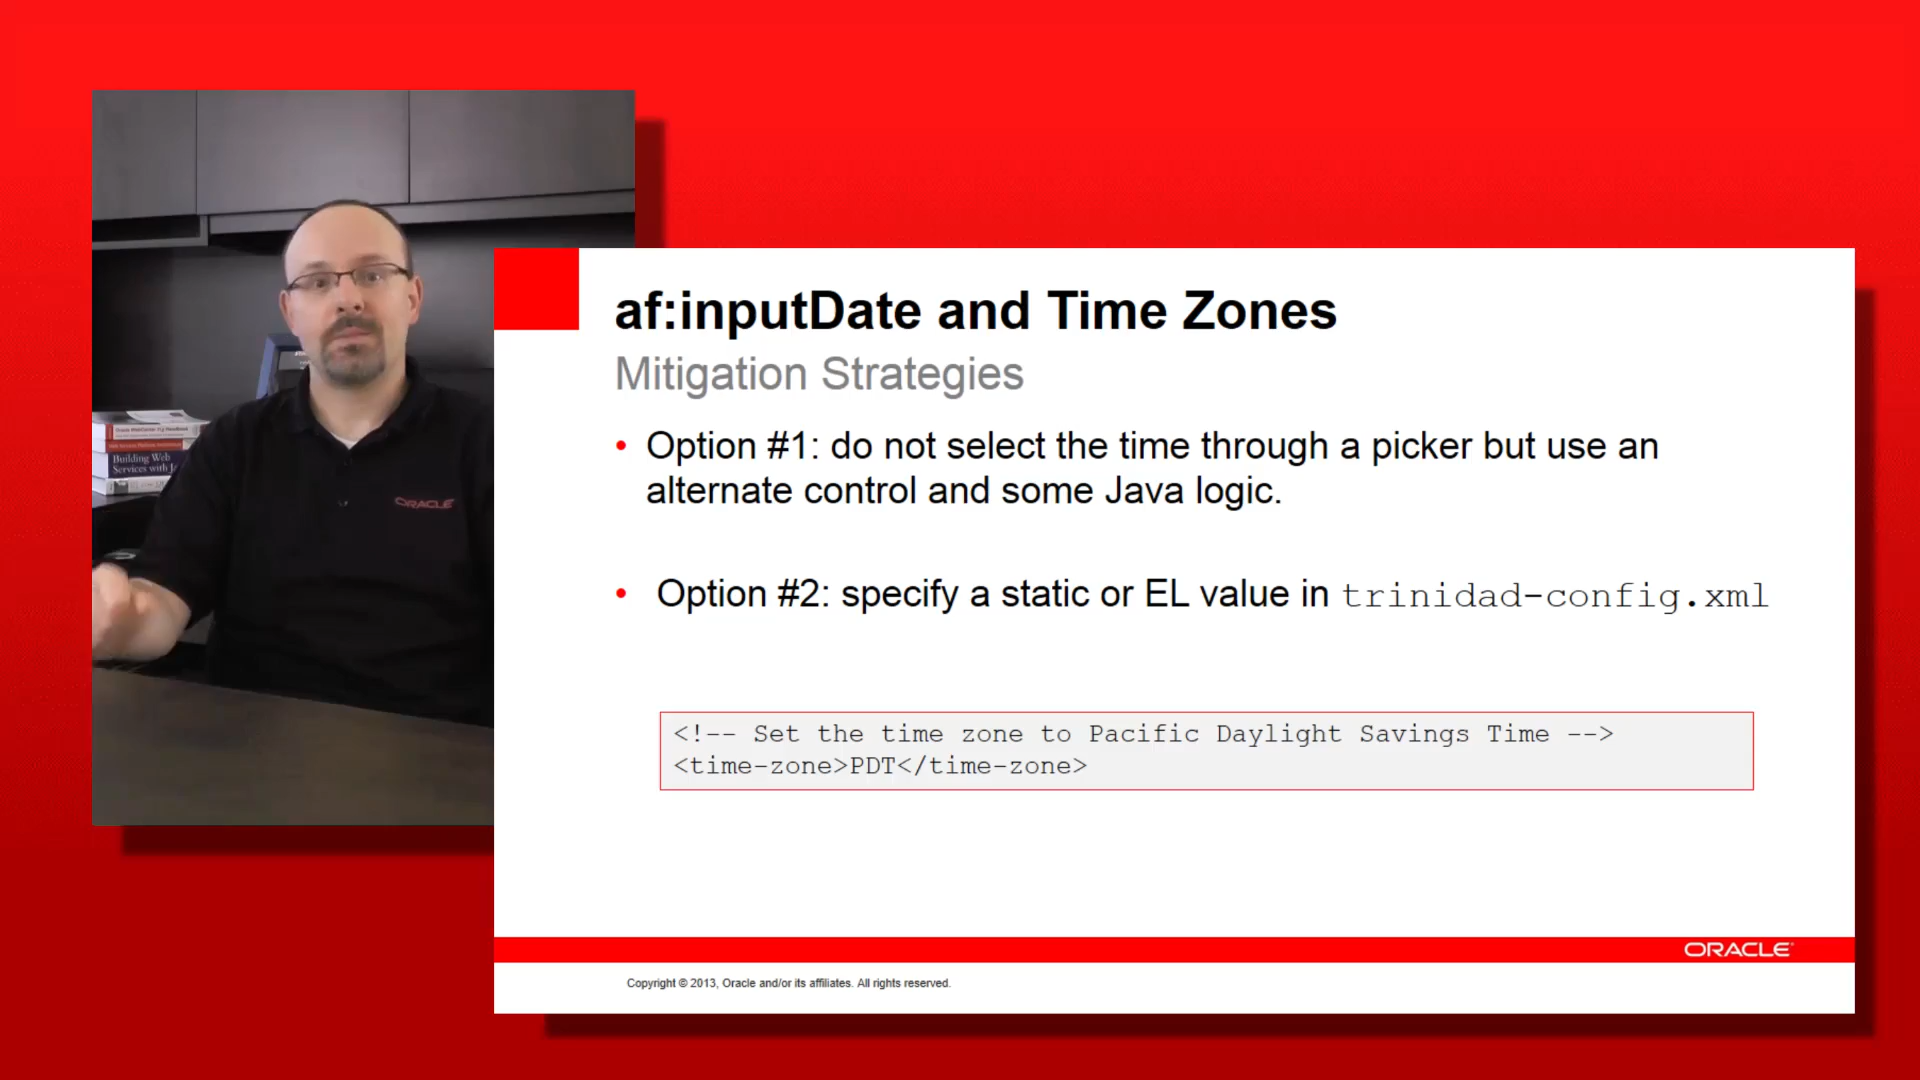 af:inputDate and Time Zones
Mitigation Strategies
• Option #1: do not select the time through a picker but use an
alternate control and some Java logic.
• Option #2: specify a static or EL value in trinidad-config.xml
<!-- Set the time zone to Pacific Daylight Savings Time -->
<time-zone>PDT</time-zone>
ORACLE
Copyright © 2013, Oracle and/or its affiliates. All rights reserved.
ORACLE
Building Web
Services with